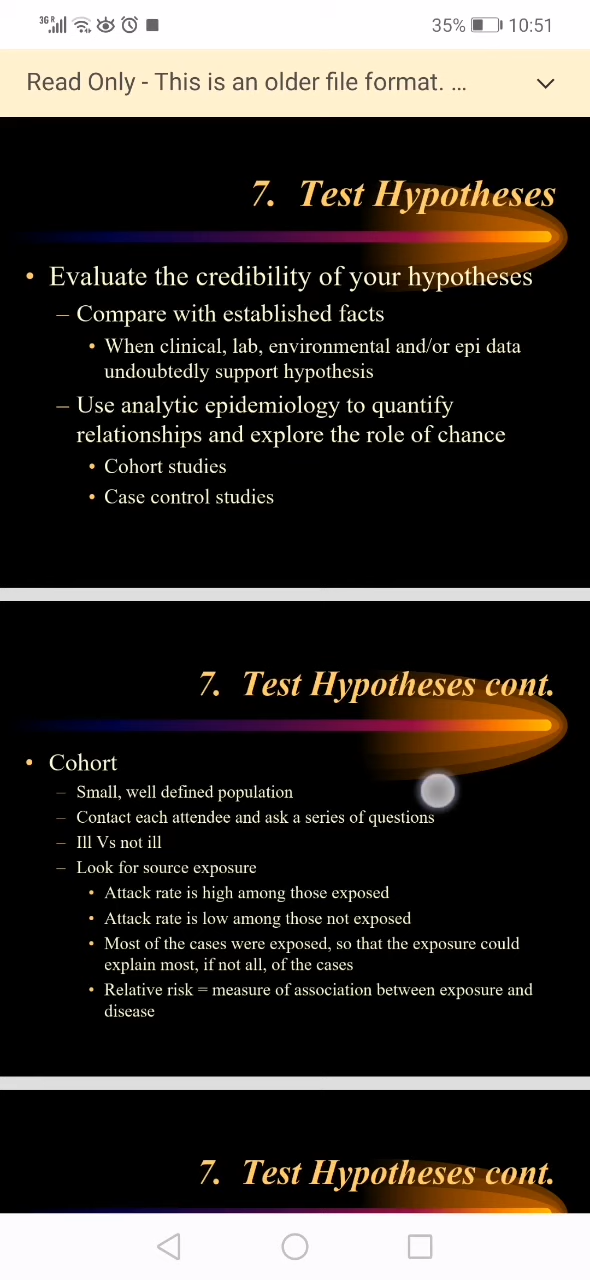 3G R 35% 10:51
Read Only - This is an older file format. ...
7. Test Hypotheses
• Evaluate the credibility of your hypotheses
– Compare with established facts
• When clinical, lab, environmental and/or epi data
undoubtedly support hypothesis
– Use analytic epidemiology to quantify
relationships and explore the role of chance
• Cohort studies
• Case control studies
7. Test Hypotheses cont.
• Cohort
– Small, well defined population
– Contact each attendee and ask a series of questions
– Ill Vs not ill
– Look for source exposure
• Attack rate is high among those exposed
• Attack rate is low among those not exposed
• Most of the cases were exposed, so that the exposure could
explain most, if not all, of the cases
• Relative risk = measure of association between exposure and
disease
7. Test Hypotheses cont.